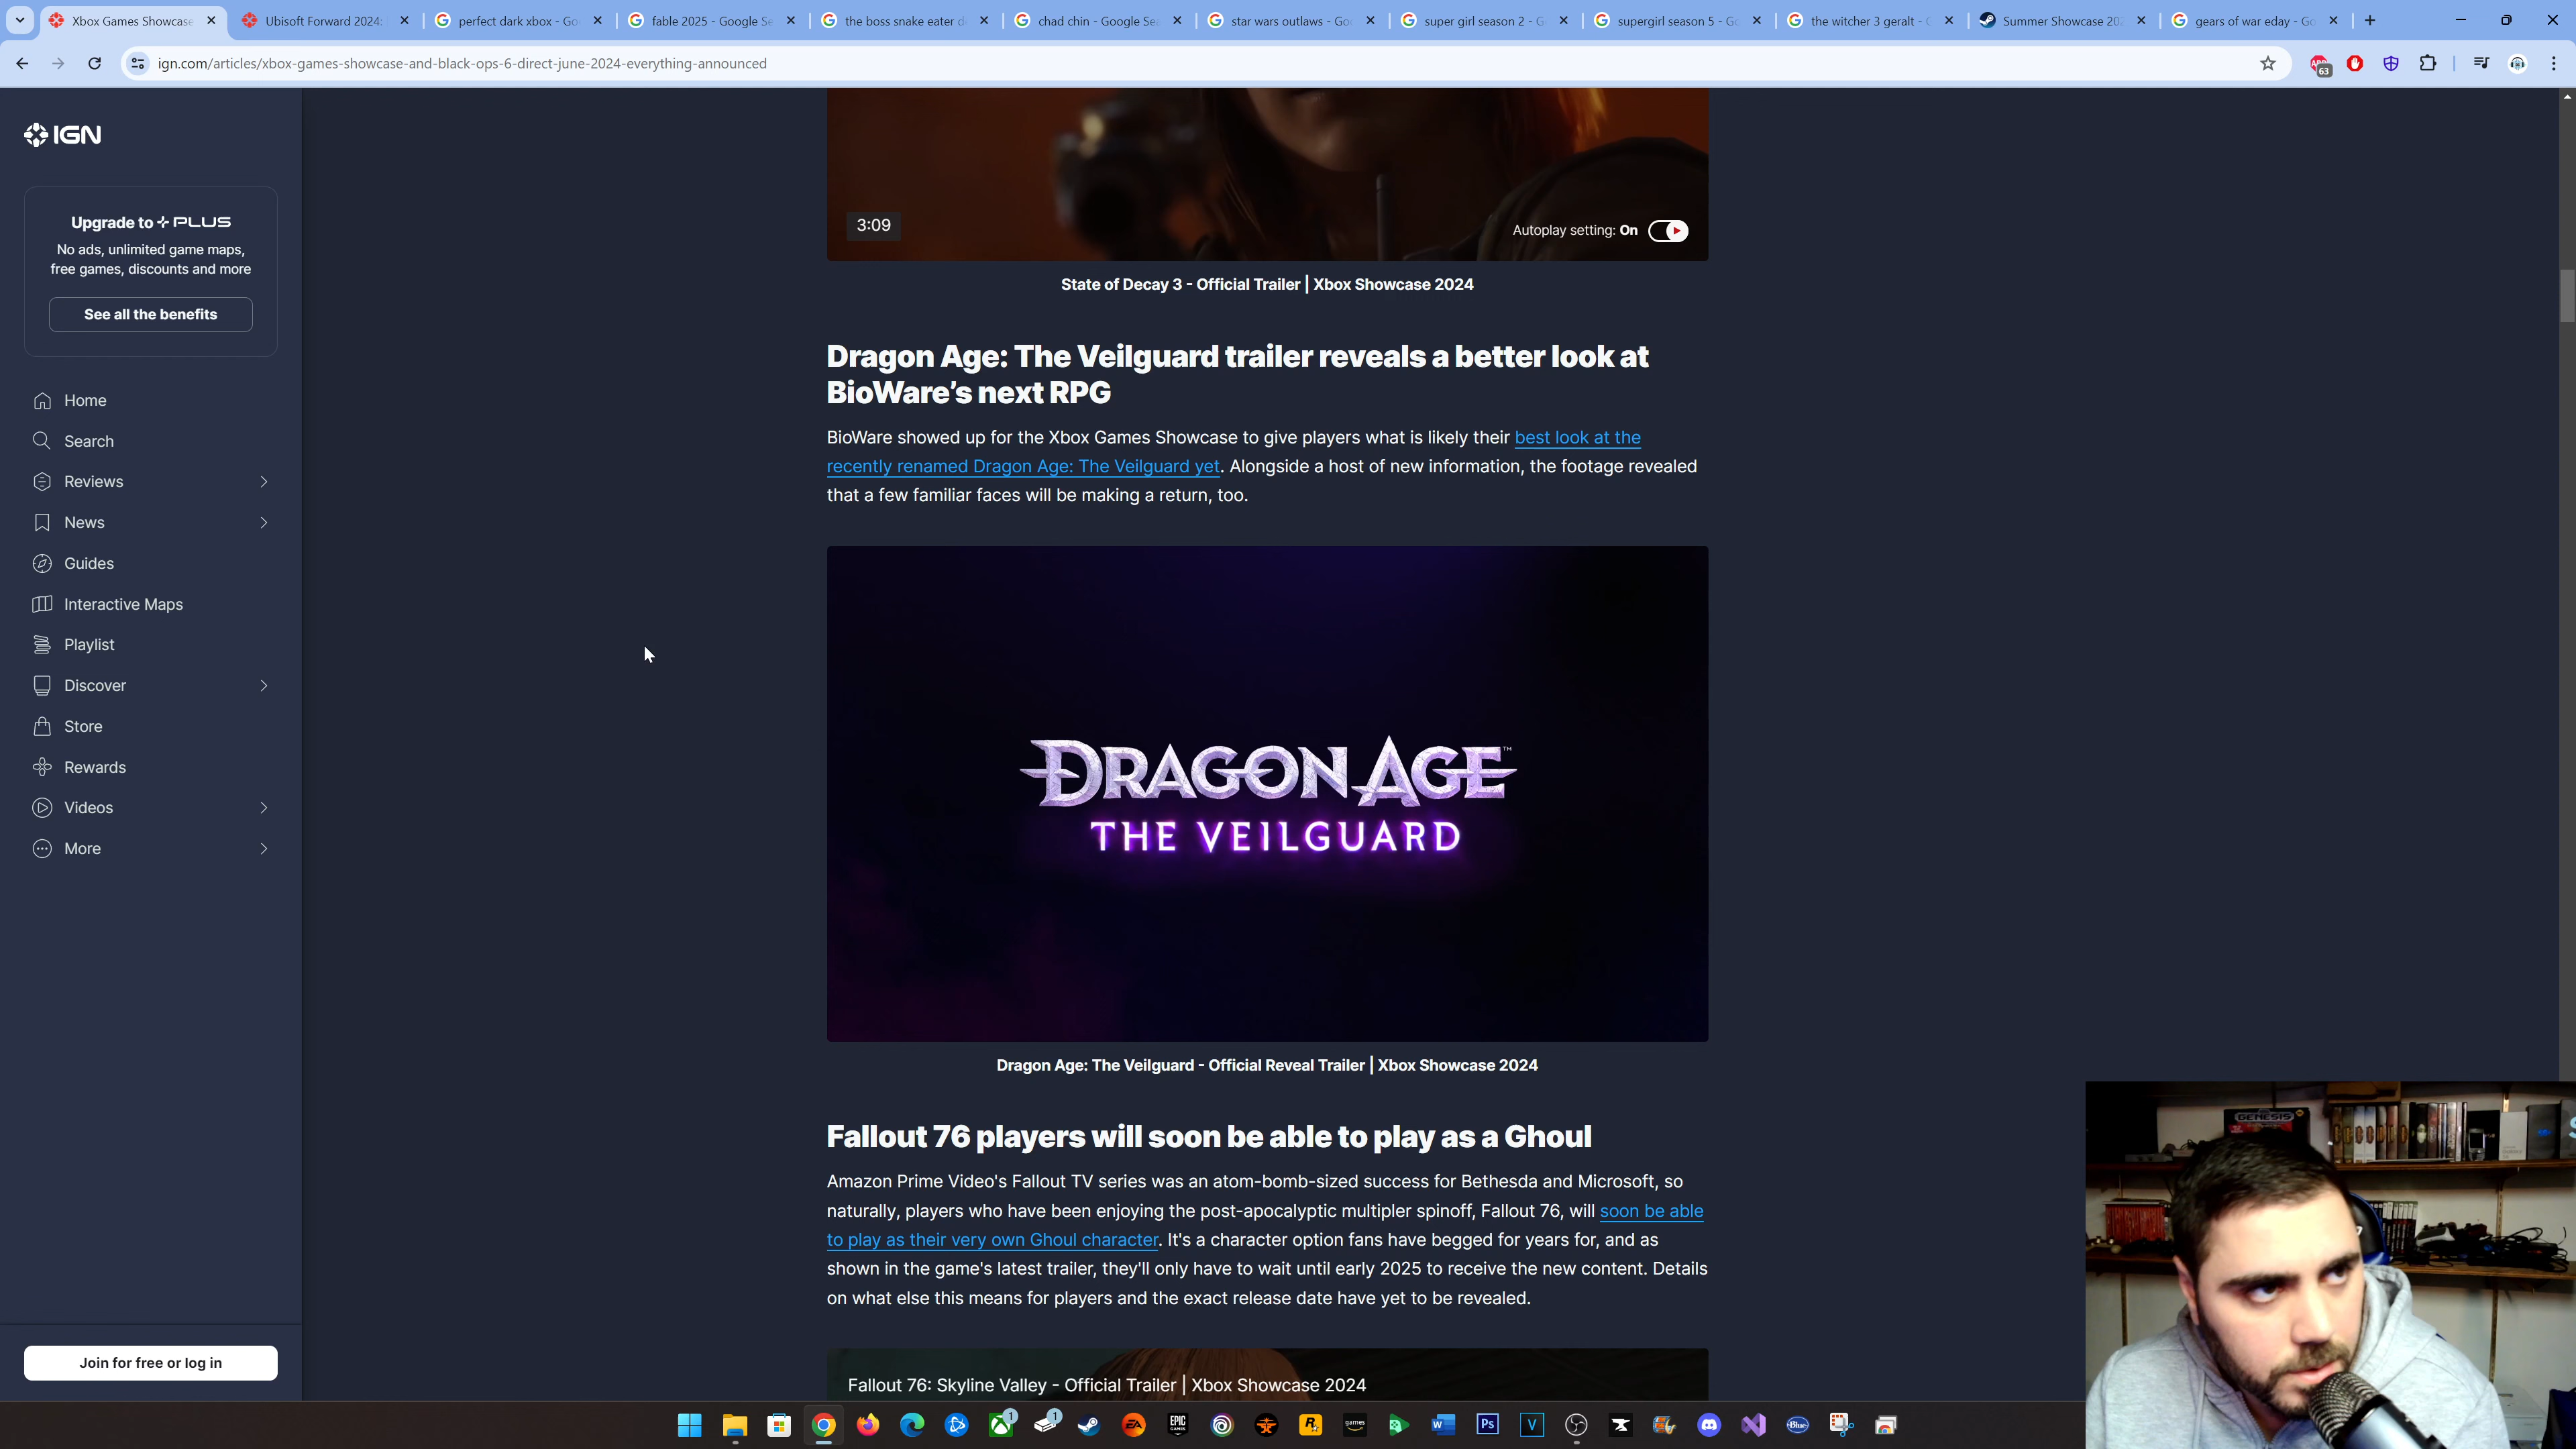 Xbox Games Showcase
Ubisoft Forward 2024:
perfect dark xbox - Go
fable 2025 - Google Se
the boss snake eater d
chad chin - Google Sea
star wars outlaws - Goo
super girl season 2 - G
supergirl season 5 - Go
the witcher 3 geralt - G
Summer Showcase 202
gears of war eday - Go
ign.com/articles/xbox-games-showcase-and-black-ops-6-direct-june-2024-everything-announced
63
IGN
Upgrade to PLUS
No ads, unlimited game maps,
free games, discounts and more
See all the benefits
Home
Search
Reviews
News
Guides
Interactive Maps
Playlist
Discover
Store
Rewards
Videos
More
Join for free or log in
3:09
Autoplay setting: On
State of Decay 3 - Official Trailer | Xbox Showcase 2024
Dragon Age: The Veilguard trailer reveals a better look at
BioWare’s next RPG
BioWare showed up for the Xbox Games Showcase to give players what is likely their best look at the
recently renamed Dragon Age: The Veilguard yet. Alongside a host of new information, the footage revealed
that a few familiar faces will be making a return, too.
DRAGON AGE™
THE VEILGUARD
Dragon Age: The Veilguard - Official Reveal Trailer | Xbox Showcase 2024
Fallout 76 players will soon be able to play as a Ghoul
Amazon Prime Video's Fallout TV series was an atom-bomb-sized success for Bethesda and Microsoft, so
naturally, players who have been enjoying the post-apocalyptic multipler spinoff, Fallout 76, will soon be able
to play as their very own Ghoul character. It's a character option fans have begged for years for, and as
shown in the game's latest trailer, they'll only have to wait until early 2025 to receive the new content. Details
on what else this means for players and the exact release date have yet to be revealed.
Fallout 76: Skyline Valley - Official Trailer | Xbox Showcase 2024
GENESIS
1
1
EA
EPIC
GAMES
R
games
W
Ps
V
Blue